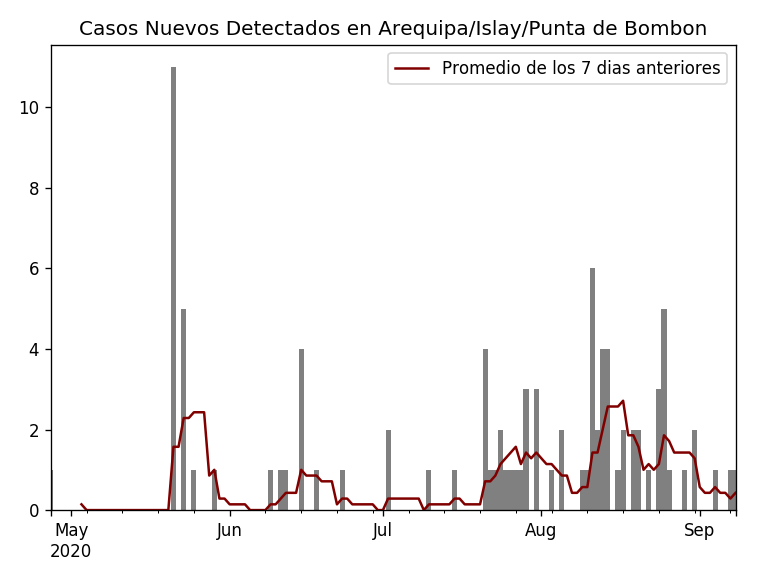 Casos Nuevos Detectados en Arequipa/Islay/Punta de Bombon
Promedio de los 7 dias anteriores
10
8
6
4
2
0
May Jun Jul Aug Sep
2020